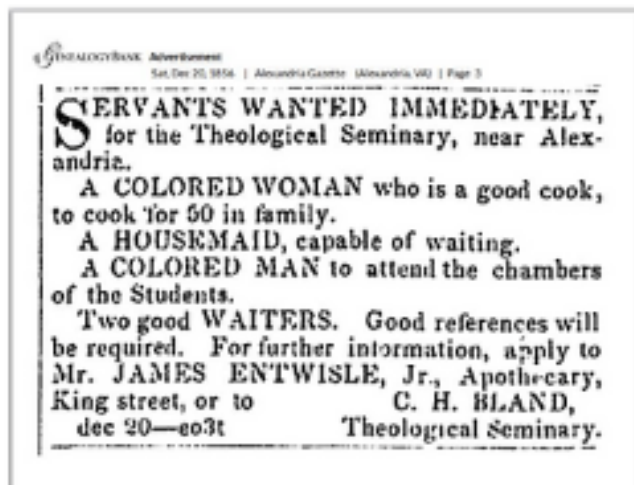 GENEALOGYBANK Advertisement
Sat, Dec 20, 1856 | Alexandria Gazette (Alexandria, VA) | Page 3
SERVANTS WANTED IMMEDIATELY,
for the Theological Seminary, near Alex-
andria.
A COLORED WOMAN who is a good cook,
to cook for 50 in family.
A HOUSEMAID, capable of waiting.
A COLORED MAN to attend the chambers
of the Students.
Two good WAITERS. Good references will
be required. For further information, apply to
Mr. JAMES ENTWISLE, Jr., Apothecary,
King street, or to C. H. BLAND,
dec 20—eo3t Theological Seminary.